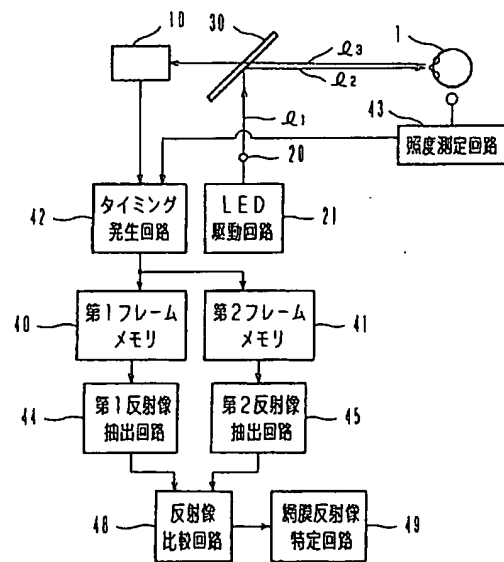 10
30
ℓ3
ℓ2
1
43
照度測定回路
ℓ1
20
42
タイミング
発生回路
LED
駆動回路
21
40
第1フレーム
メモリ
第2フレーム
メモリ
41
44
第1反射像
抽出回路
第2反射像
抽出回路
45
48
反射像
比較回路
網膜反射像
特定回路
49